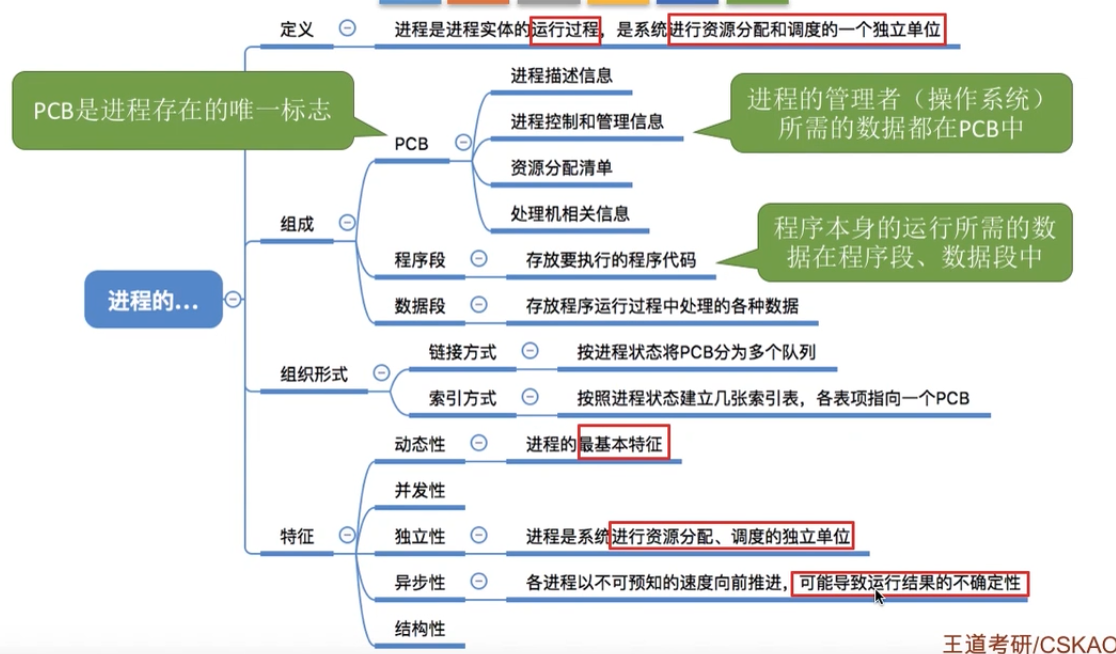 定义
进程是进程实体的运行过程，是系统进行资源分配和调度的一个独立单位
PCB是进程存在的唯一标志
进程的管理者（操作系统）
所需的数据都在PCB中
进程描述信息
进程控制和管理信息
PCB
资源分配清单
处理机相关信息
组成
程序本身的运行所需的数
据在程序段、数据段中
程序段
存放要执行的程序代码
数据段
存放程序运行过程中处理的各种数据
进程的...
组织形式
链接方式
按进程状态将PCB分为多个队列
索引方式
按照进程状态建立几张索引表，各表项指向一个PCB
动态性
进程的最基本特征
并发性
特征
独立性
进程是系统进行资源分配、调度的独立单位
异步性
各进程以不可预知的速度向前推进，可能导致运行结果的不确定性
结构性
王道考研/CSKAO